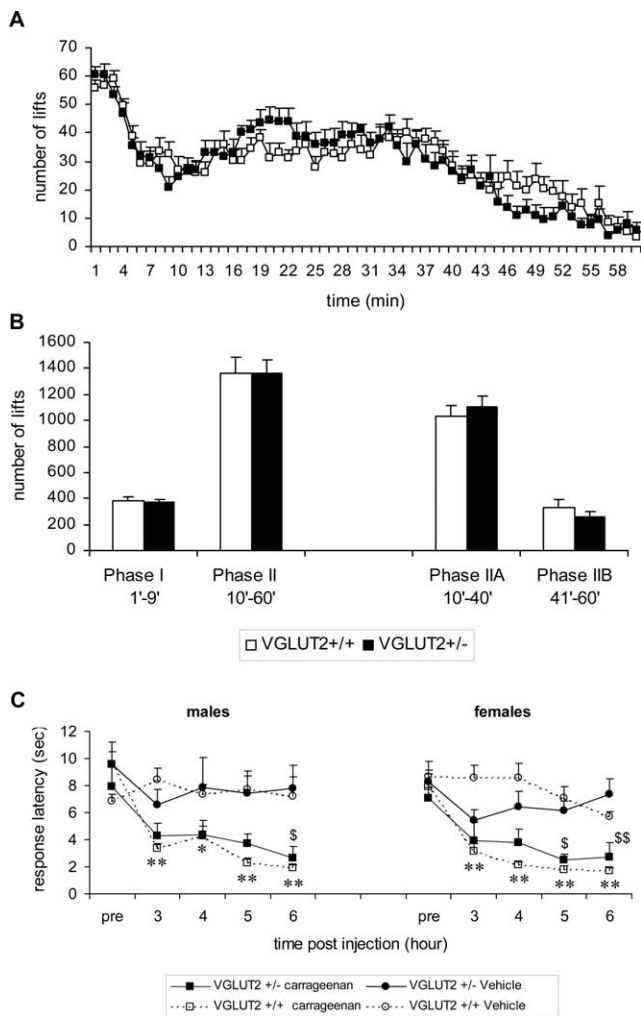 A
number of lifts
70
60
50
40
30
20
10
0
1 4 7 10 13 16 19 22 25 28 31 34 37 40 43 46 49 52 55 58
time (min)
B
number of lifts
1600
1400
1200
1000
800
600
400
200
0
Phase I Phase II Phase IIA Phase IIB
1'-9' 10'-60' 10'-40' 41'-60'
VGLUT2+/+ VGLUT2+/-
C
males females
response latency (sec)
12
10
8
6
4
2
0
$ $ $$
** * ** ** ** ** ** **
pre 3 4 5 6 pre 3 4 5 6
time post injection (hour)
VGLUT2 +/- carrageenan VGLUT2 +/- Vehicle
VGLUT2 +/+ carrageenan VGLUT2 +/+ Vehicle